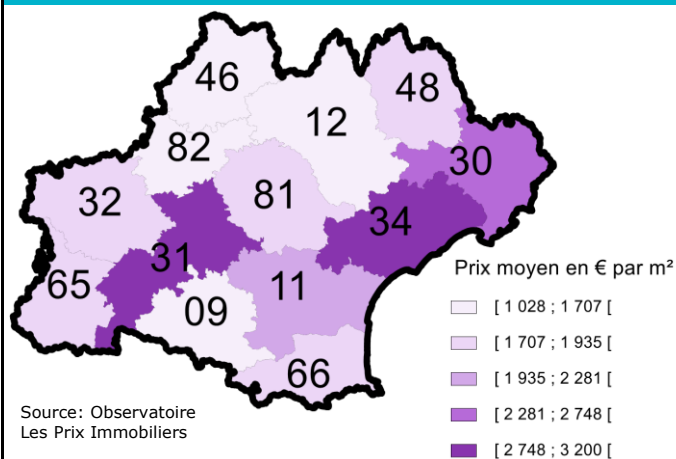 46
48
12
82
30
81
32
34
31
65
11
09
66
Prix moyen en € par m²
[ 1 028 ; 1 707 [
[ 1 707 ; 1 935 [
[ 1 935 ; 2 281 [
[ 2 281 ; 2 748 [
[ 2 748 ; 3 200 [
Source: Observatoire
Les Prix Immobiliers